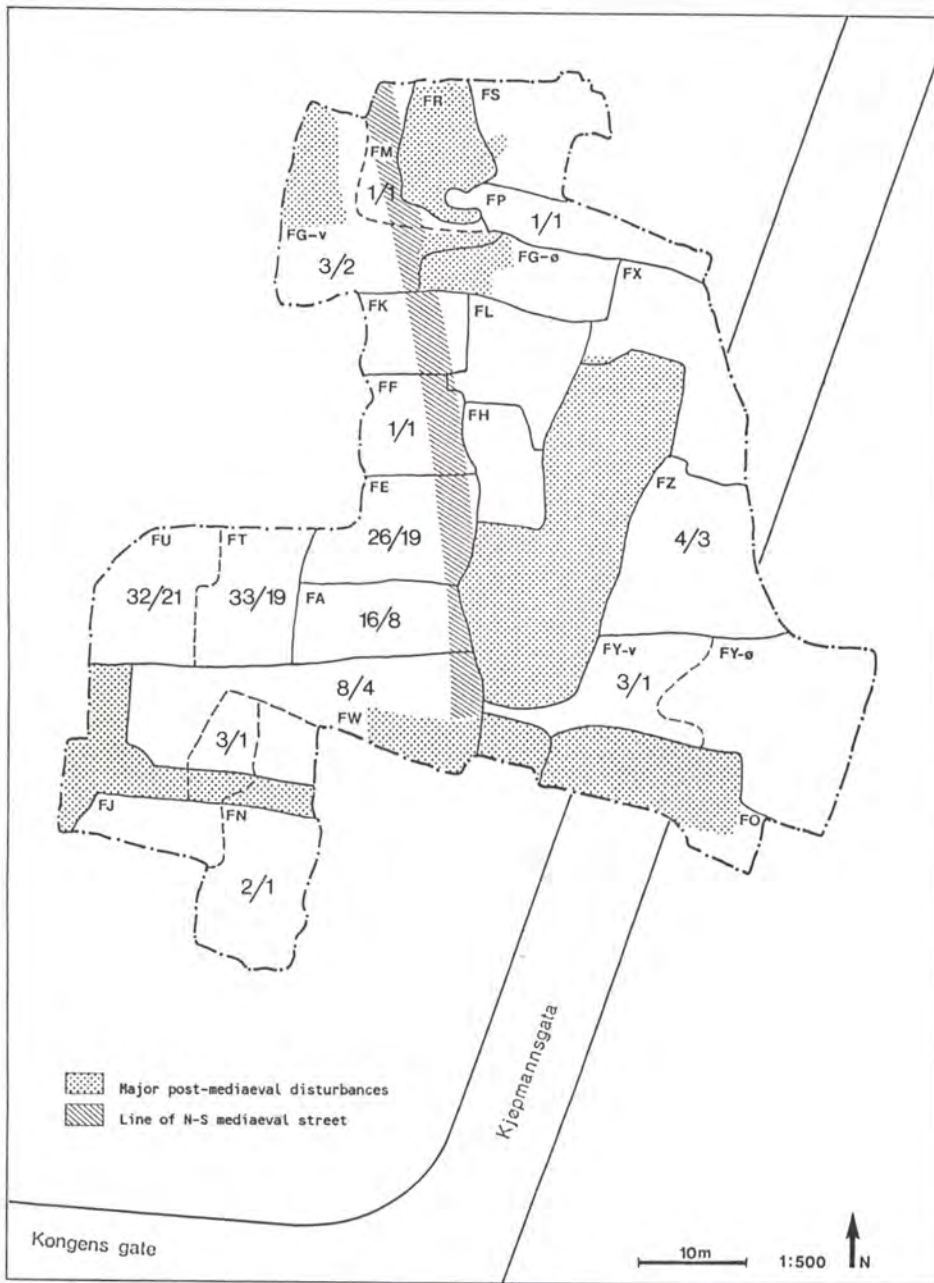 FR
FS
FM
1/1
FP
1/1
FG-v
3/2
FG-ø
FX
FK
FL
FF
1/1
FH
FE
26/19
FZ
4/3
FU
FT
32/21
33/19
FA
16/8
FY-v
FY-ø
3/1
8/4
FW
3/1
FJ
FN
FO
2/1
Major post-mediaeval disturbances
Line of N-S mediaeval street
Kjøpmannsgata
Kongens gate
10m
1:500
N